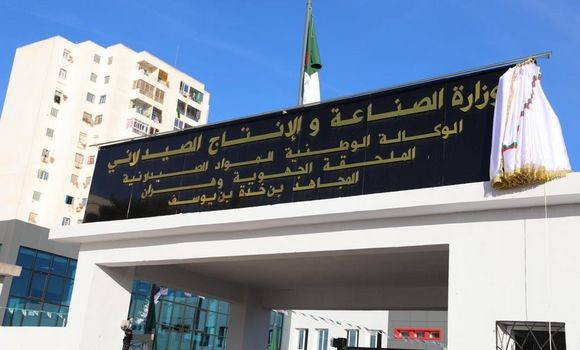 وزارة الصناعة و الإنتاج الصيدلاني
الوكالة الوطنية للمواد الصيدلانية
الملحقة الجهوية وهران
المجاهد بن خدة بن يوسف